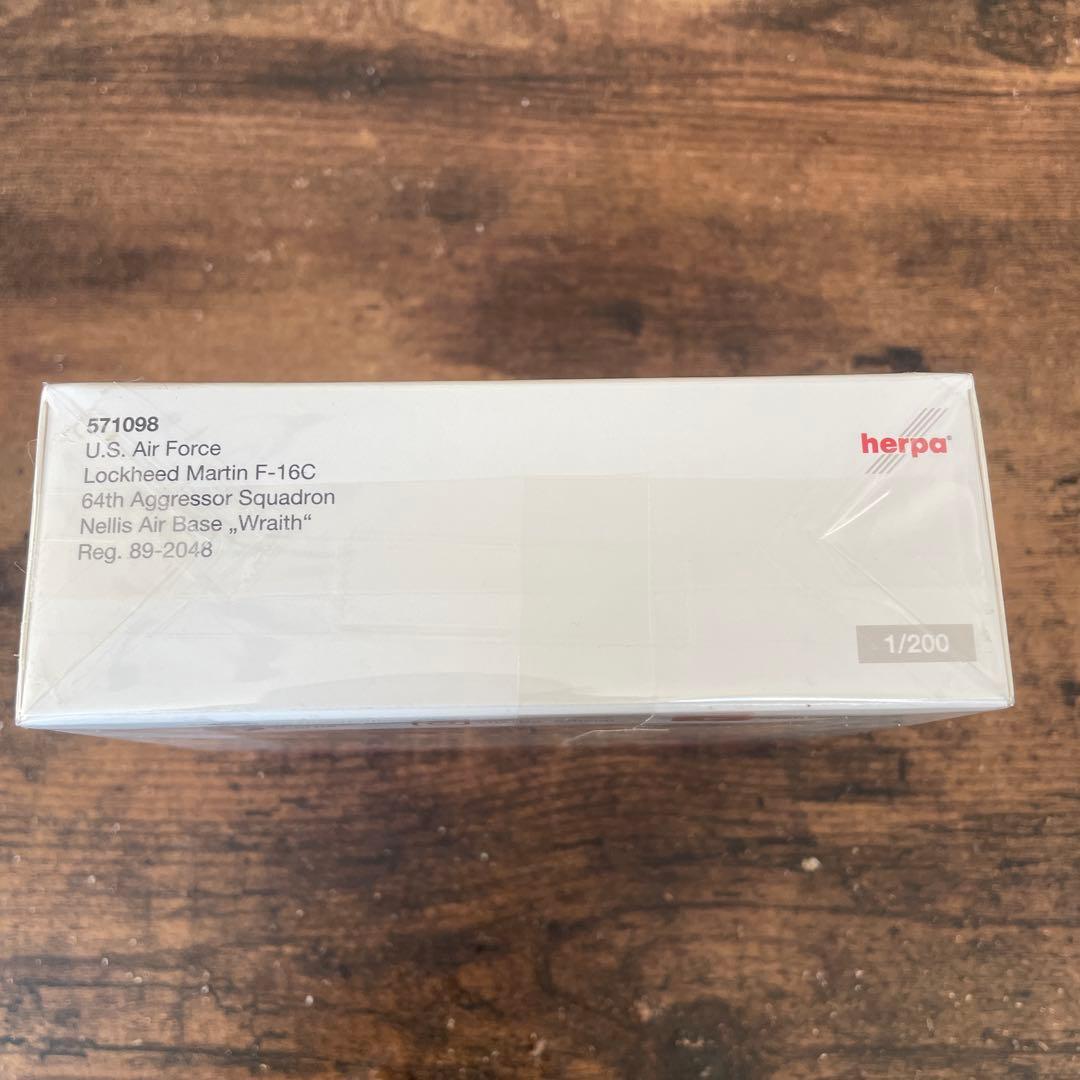 571098
U.S. Air Force
Lockheed Martin F-16C
64th Aggressor Squadron
Nellis Air Base „Wraith“
Reg. 89-2048
herpa®
1/200